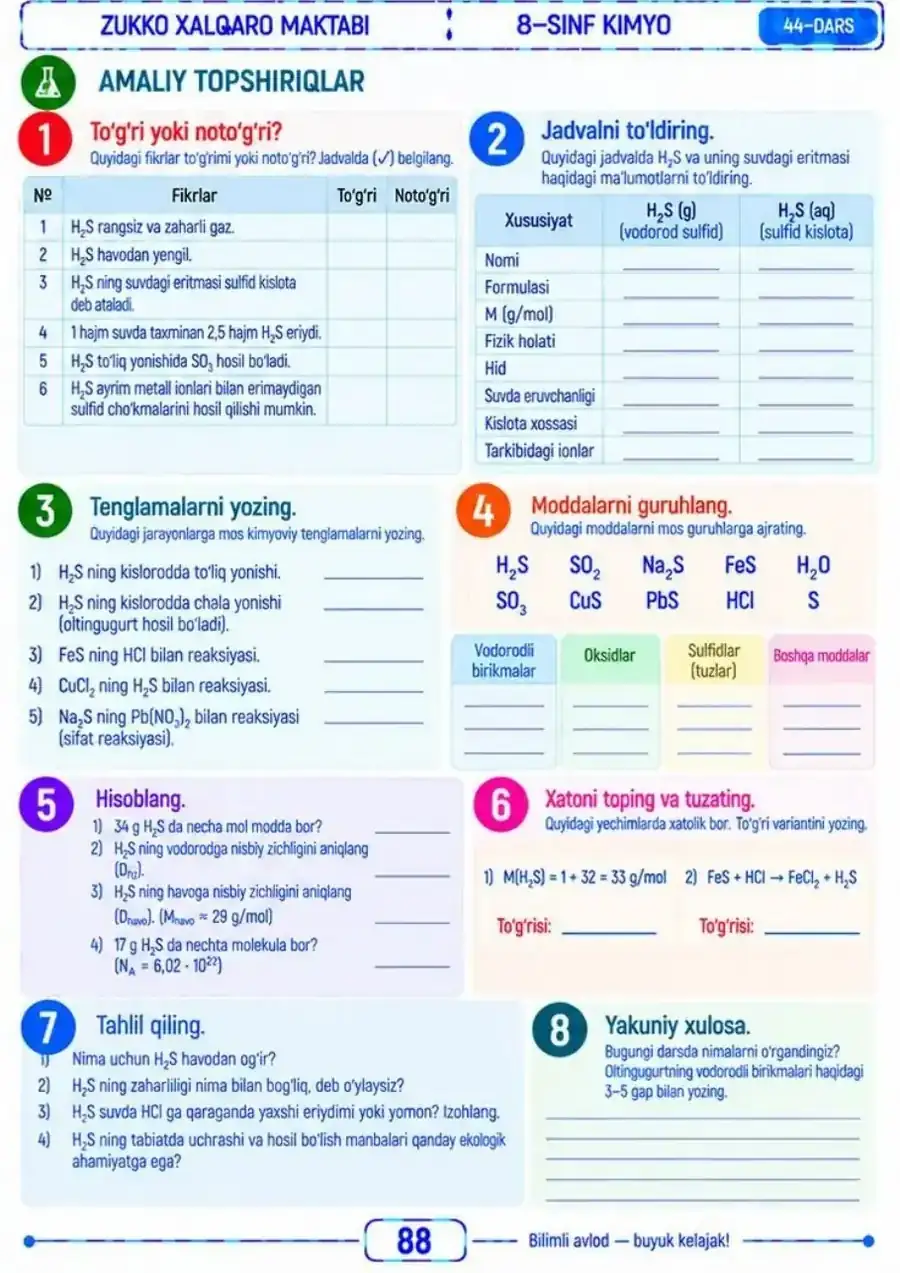 ZUKKO XALQARO MAKTABI
8–SINF KIMYO
44–DARS
AMALIY TOPSHIRIQLAR
1
To'g'ri yoki noto'g'ri?
Quyidagi fikrlar to'g'rimi yoki noto'g'ri? Jadvalda (✓) belgilang.
№ Fikrlar To'g'ri Noto'g'ri
1 H₂S rangsiz va zaharli gaz.
2 H₂S havodan yengil.
3 H₂S ning suvdagi eritmasi sulfid kislota
deb ataladi.
4 1 hajm suvda taxminan 2,5 hajm H₂S eriydi.
5 H₂S to'liq yonishida SO₃ hosil bo'ladi.
6 H₂S ayrim metall ionlari bilan erimaydigan
sulfid cho'kmalarini hosil qilishi mumkin.
2
Jadvalni to'ldiring.
Quyidagi jadvalda H₂S va uning suvdagi eritmasi
haqidagi ma'lumotlarni to'ldiring.
Xususiyat
H₂S (g)
(vodorod sulfid)
H₂S (aq)
(sulfid kislota)
Nomi
Formulasi
M (g/mol)
Fizik holati
Hid
Suvda eruvchanligi
Kislota xossasi
Tarkibidagi ionlar
3
Tenglamalarni yozing.
Quyidagi jarayonlarga mos kimyoviy tenglamalarni yozing.
1) H₂S ning kislorodda to'liq yonishi.
2) H₂S ning kislorodda chala yonishi
(oltingugurt hosil bo'ladi).
3) FeS ning HCl bilan reaksiyasi.
4) CuCl₂ ning H₂S bilan reaksiyasi.
5) Na₂S ning Pb(NO₃)₂ bilan reaksiyasi
(sifat reaksiyasi).
4
Moddalarni guruhlang.
Quyidagi moddalarni mos guruhlarga ajrating.
H₂S SO₂ Na₂S FeS H₂O
SO₃ CuS PbS HCl S
Vodorodli
birikmalar
Oksidlar
Sulfidlar
(tuzlar)
Boshqa moddalar
5
Hisoblang.
1) 34 g H₂S da necha mol modda bor?
2) H₂S ning vodorodga nisbiy zichligini aniqlang
3) H₂S ning havoga nisbiy zichligini aniqlang
(Dₕₐᵥₒ). (Mₕₐᵥₒ ≈ 29 g/mol)
4) 17 g H₂S da nechta molekula bor?
(N_A = 6,02 · 10²²)
6
Xatoni toping va tuzating.
Quyidagi yechimlarda xatolik bor. To'g'ri variantini yozing.
1) M(H₂S) = 1 + 32 = 33 g/mol 2) FeS + HCl → FeCl₂ + H₂S
To'g'risi: To'g'risi:
7
Tahlil qiling.
1) Nima uchun H₂S havodan og'ir?
2) H₂S ning zaharliligi nima bilan bog'liq, deb o'ylaysiz?
3) H₂S suvda HCl ga qaraganda yaxshi eriydimi yoki yomon? Izohlang.
4) H₂S ning tabiatda uchrashi va hosil bo'lish manbalari qanday ekologik
ahamiyatga ega?
8
Yakuniy xulosa.
Bugungi darsda nimalarni o'rgandingiz?
Oltingugurtning vodorodli birikmalari haqidagi
3–5 gap bilan yozing.
88
Bilimli avlod — buyuk kelajak!